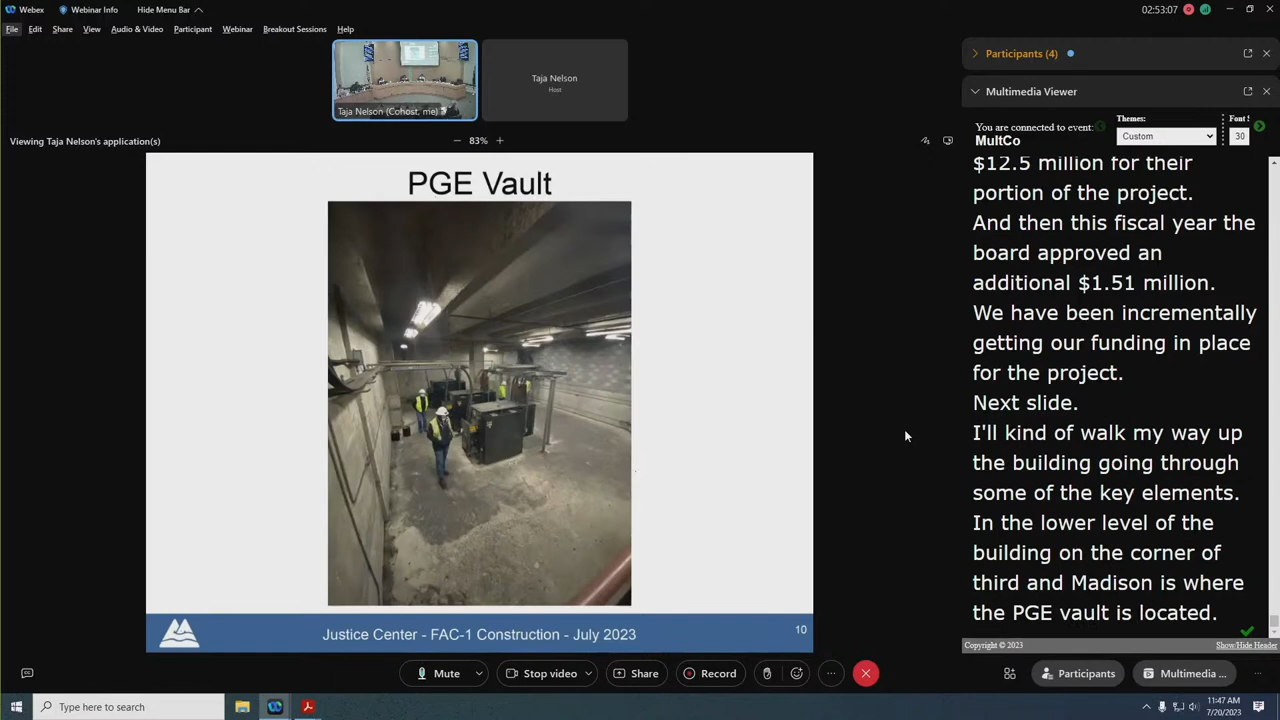 Webex
Webinar Info
Hide Menu Bar
02:53:07
File
Edit
Share
View
Audio & Video
Participant
Webinar
Breakout Sessions
Help
Taja Nelson (Cohost, me)
Taja Nelson
Host
Viewing Taja Nelson's application(s)
83%
PGE Vault
Justice Center - FAC-1 Construction - July 2023
10
Participants (4)
Multimedia Viewer
You are connected to event:
MultCo
Themes:
Custom
Font S
30
$12.5 million for their
portion of the project.
And then this fiscal year the
board approved an
additional $1.51 million.
We have been incrementally
getting our funding in place
for the project.
Next slide.
I'll kind of walk my way up
the building going through
some of the key elements.
In the lower level of the
building on the corner of
third and Madison is where
the PGE vault is located.
Copyright © 2023
Show/Hide Header
Mute
Stop video
Share
Record
Participants
Multimedia ...
Type here to search
11:47 AM
7/20/2023